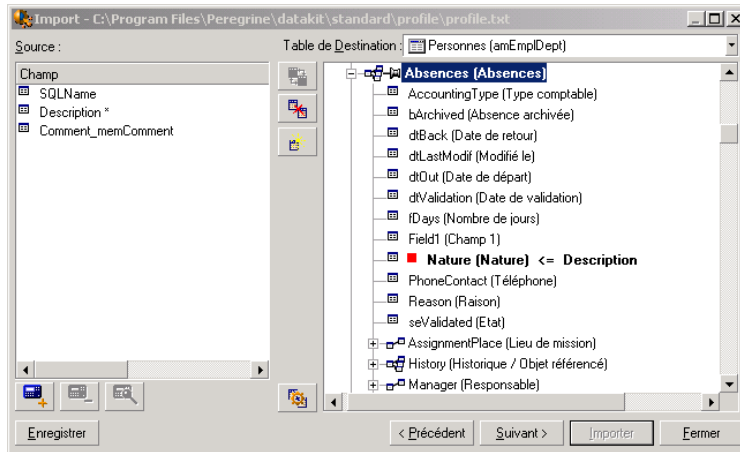 Import - C:\Program Files\Peregrine\datakit\standard\profile\profile.txt
Source :
Table de Destination : Personnes (amEmplDept)
Champ
SQLName
Description *
Comment_memComment
Absences (Absences)
AccountingType (Type comptable)
bArchived (Absence archivée)
dtBack (Date de retour)
dtLastModif (Modifié le)
dtOut (Date de départ)
dtValidation (Date de validation)
fDays (Nombre de jours)
Field1 (Champ 1)
Nature (Nature) <= Description
PhoneContact (Téléphone)
Reason (Raison)
seValidated (Etat)
AssignmentPlace (Lieu de mission)
History (Historique / Objet référencé)
Manager (Responsable)
Enregistrer
< Précédent
Suivant >
Importer
Fermer